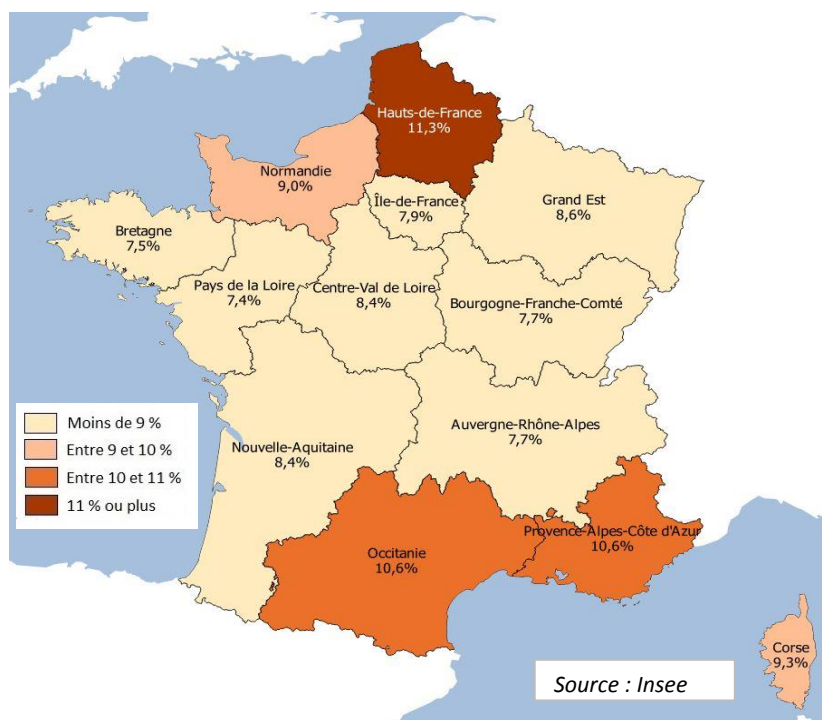 Hauts-de-France
11,3%
Normandie
9,0%
Île-de-France
7,9%
Grand Est
8,6%
Bretagne
7,5%
Pays de la Loire
7,4%
Centre-Val de Loire
8,4%
Bourgogne-Franche-Comté
7,7%
Auvergne-Rhône-Alpes
7,7%
Nouvelle-Aquitaine
8,4%
Moins de 9 %
Entre 9 et 10 %
Entre 10 et 11 %
11 % ou plus
Provence-Alpes-Côte d'Azur
10,6%
Occitanie
10,6%
Corse
9,3%
Source : Insee